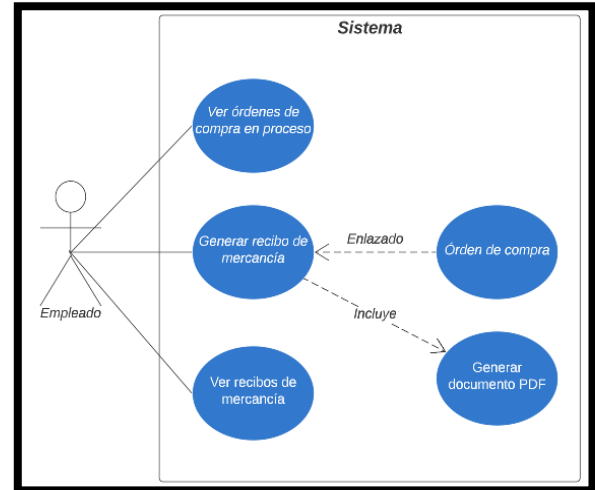 Sistema
Ver órdenes de
compra en proceso
Generar recibo de
mercancía
Enlazado
Órden de compra
Empleado
Incluye
Ver recibos de
mercancía
Generar
documento PDF